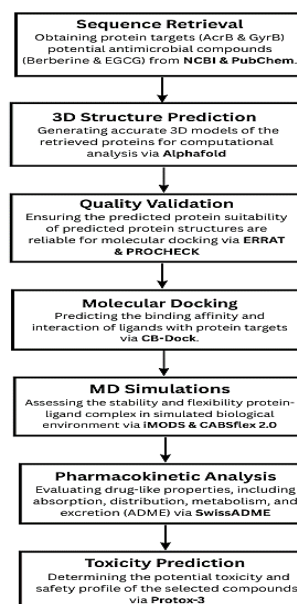 Sequence Retrieval
Obtaining protein targets (AcrB & GyrB)
potential antimicrobial compounds
(Berberine & EGCG) from NCBI & PubChem.
3D Structure Prediction
Generating accurate 3D models of the
retrieved proteins for computational
analysis via Alphafold
Quality Validation
Ensuring the predicted protein suitability
of predicted protein structures are
reliable for molecular docking via ERRAT
& PROCHECK
Molecular Docking
Predicting the binding affinity and
interaction of ligands with protein targets
via CB-Dock.
MD Simulations
Assessing the stability and flexibility protein-
ligand complex in simulated biological
environment via iMODS & CABSflex 2.0
Pharmacokinetic Analysis
Evaluating drug-like properties, including
absorption, distribution, metabolism, and
excretion (ADME) via SwissADME
Toxicity Prediction
Determining the potential toxicity and
safety profile of the selected compounds
via Protox-3